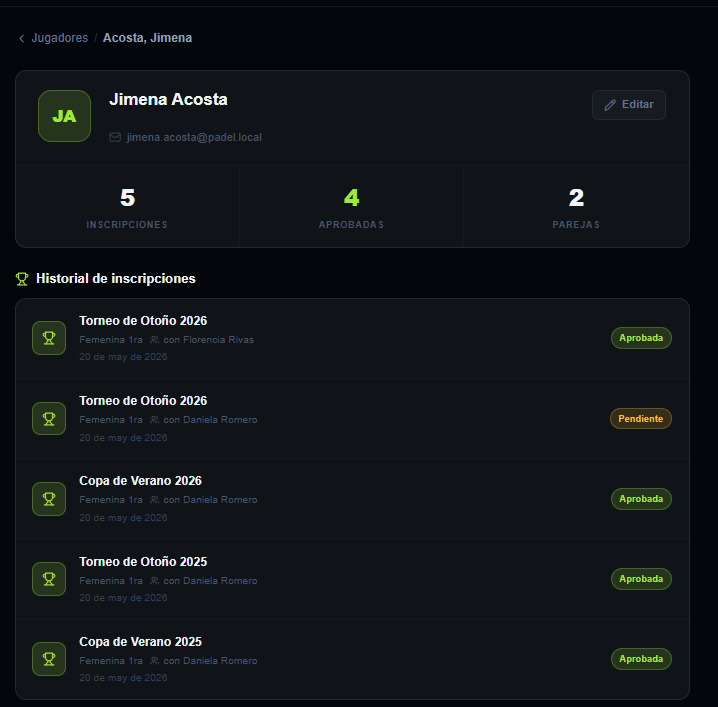 Jugadores / Acosta, Jimena
JA
Jimena Acosta
Editar
jimena.acosta@padel.local
5
INSCRIPCIONES
4
APROBADAS
2
PAREJAS
Historial de inscripciones
Torneo de Otoño 2026
Femenina 1ra con Florencia Rivas
20 de may de 2026
Aprobada
Torneo de Otoño 2026
Femenina 1ra con Daniela Romero
20 de may de 2026
Pendiente
Copa de Verano 2026
Femenina 1ra con Daniela Romero
20 de may de 2026
Aprobada
Torneo de Otoño 2025
Femenina 1ra con Daniela Romero
20 de may de 2026
Aprobada
Copa de Verano 2025
Femenina 1ra con Daniela Romero
20 de may de 2026
Aprobada